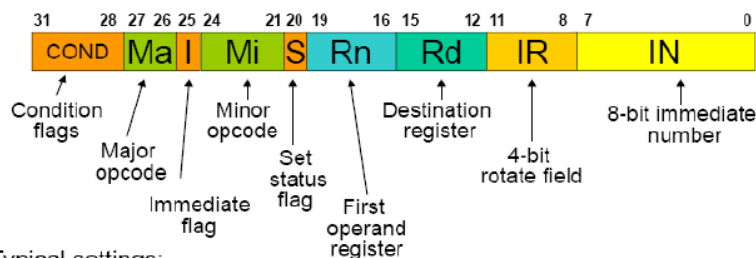 31 28 27 26 25 24 21 20 19 16 15 12 11 8 7 0
COND Ma I Mi S Rn Rd IR IN
Condition flags
Major opcode
Immediate flag
Minor opcode
Set status flag
First operand register
Destination register
4-bit rotate field
8-bit immediate number
Typical settings: